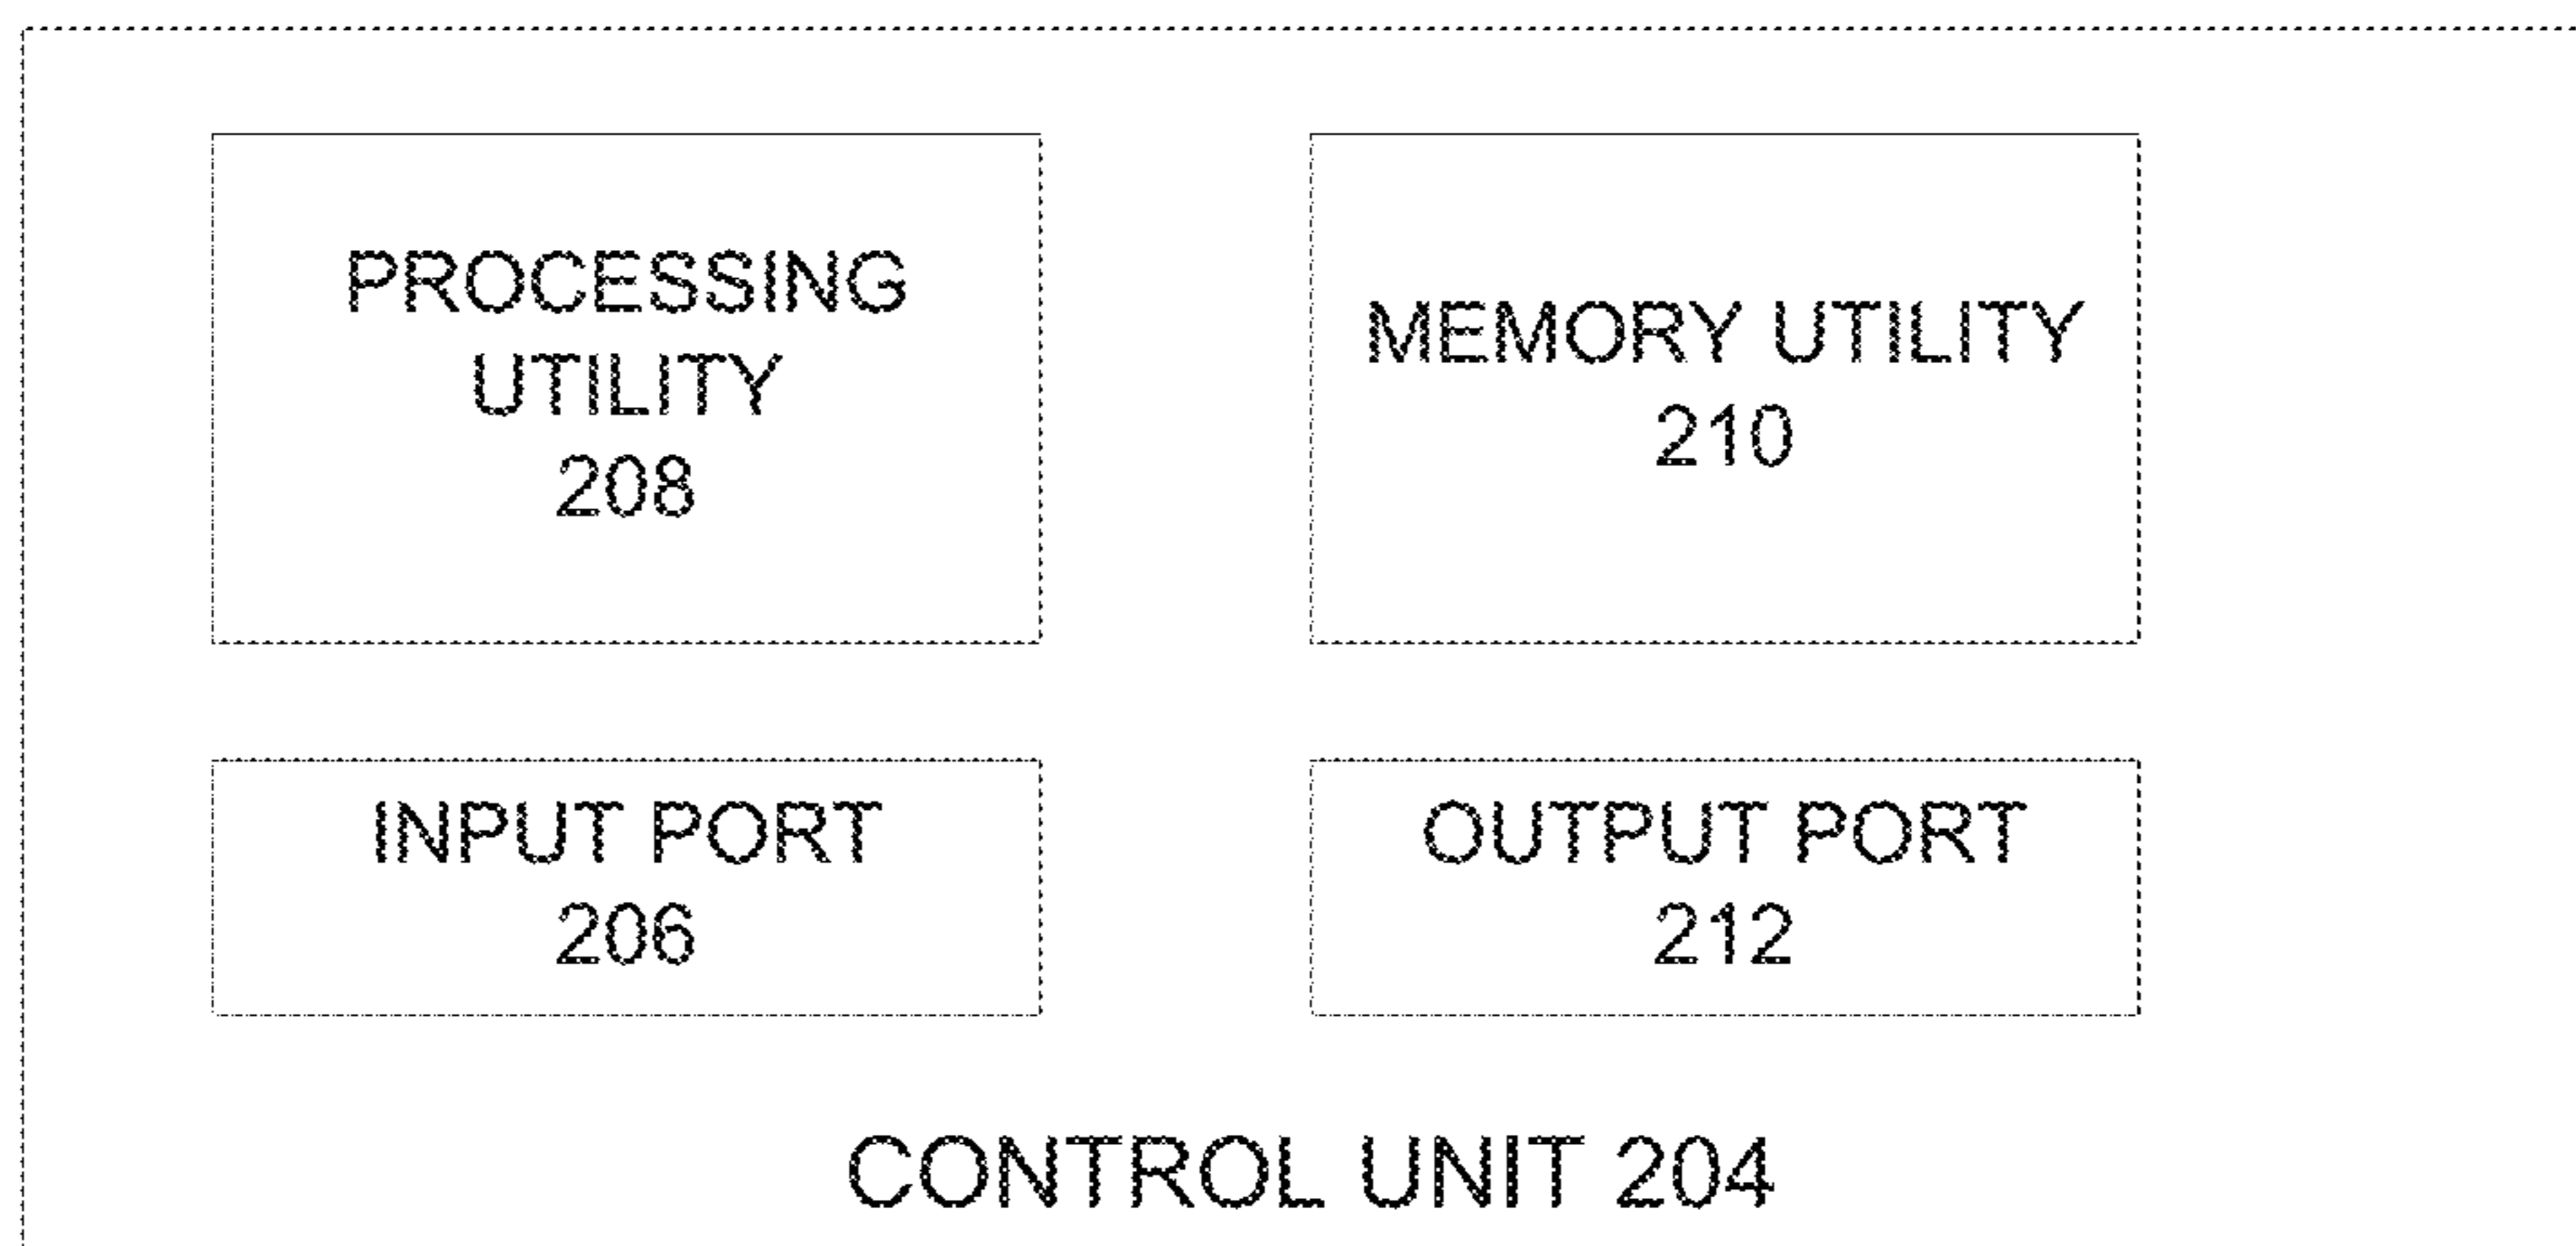 PROCESSING
UTILITY
208
MEMORY UTILITY
210
INPUT PORT
206
OUTPUT PORT
212
CONTROL UNIT 204